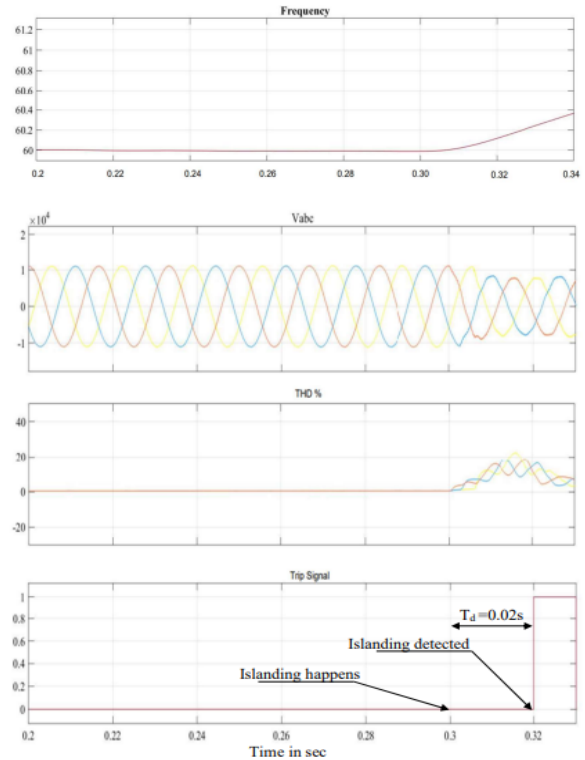 Frequency
61.2
61
60.8
60.6
60.4
60.2
60
0.2 0.22 0.24 0.26 0.28 0.30 0.32 0.34
×10⁴
Vabc
2
1
0
-1
THD %
40
20
0
-20
Trip Signal
1
0.8
0.6
0.4
0.2
0
Td =0.02s
Islanding detected
Islanding happens
0.2 0.22 0.24 0.26 0.28 0.3 0.32
Time in sec